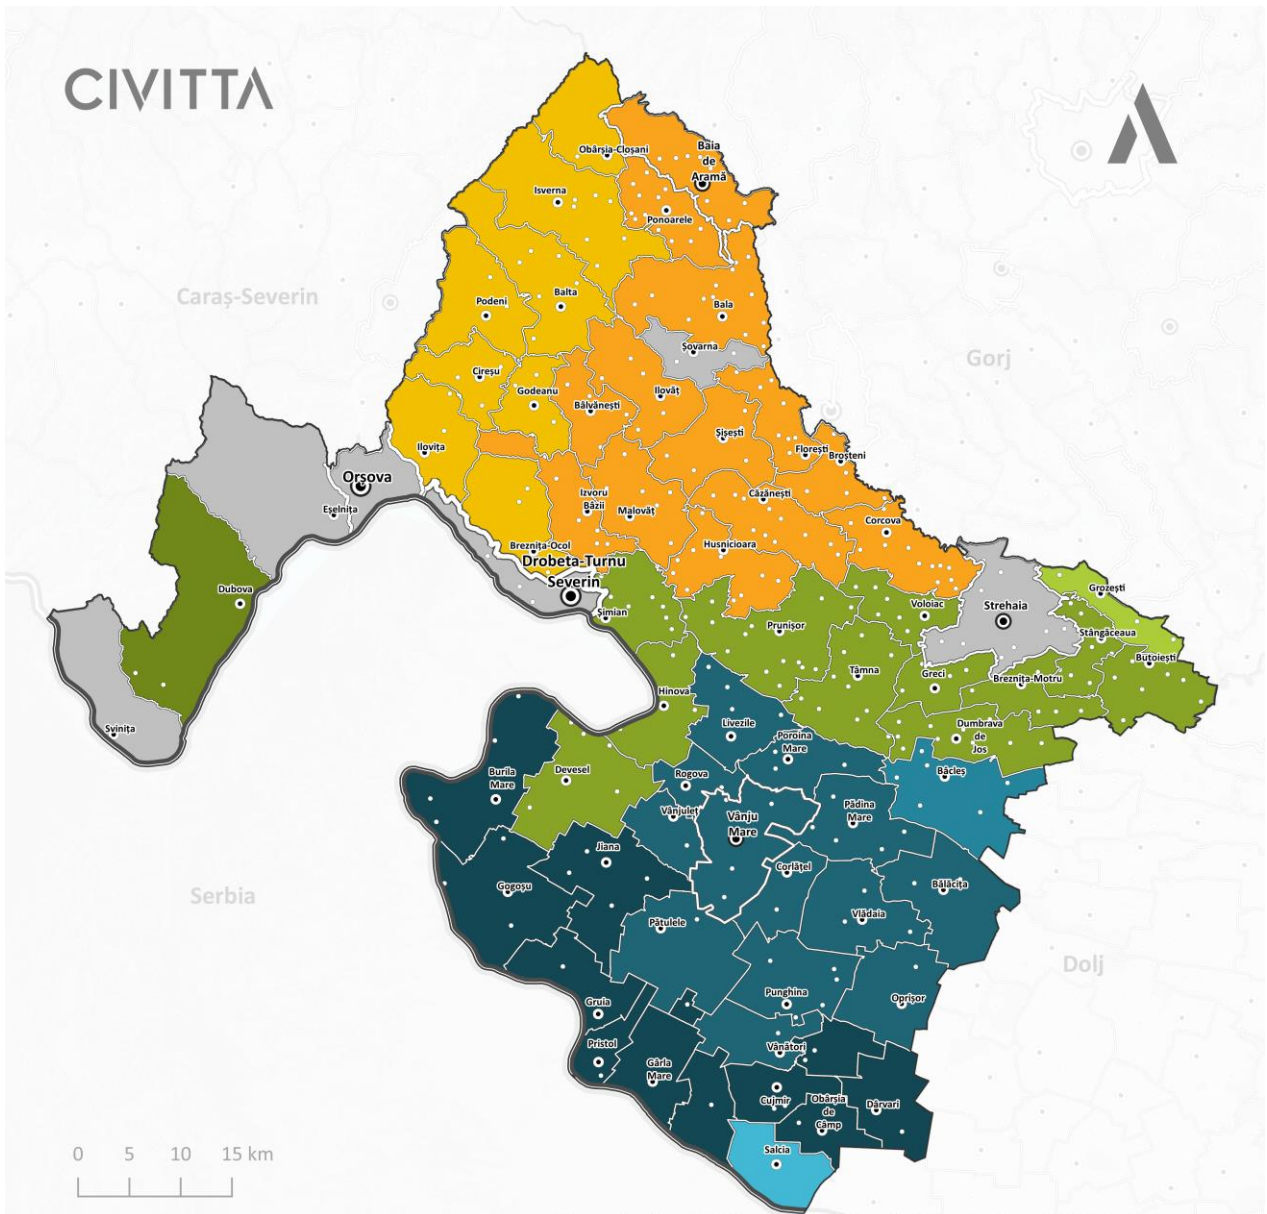 CIVITTA
Obârșia-Cloșani
Baia
de
Aramă
Isverna
Ponoarele
Caraș-Severin
Podeni
Balta
Bala
Șovarna
Gorj
Cireșu
Godeanu
Bâlvănești
Ilovăț
Ilovița
Șișești
Florești
Broșteni
Orșova
Eșelnița
Izvoru
Bâzii
Malovăț
Căzănești
Corcova
Husnicioara
Breznița-Ocol
Drobeta-Turnu
Severin
Dubova
Șimian
Prunișor
Voloiac
Strehaia
Grozești
Stângăceaua
Butoiești
Tâmna
Greci
Breznița-Motru
Hinova
Svinița
Livezile
Poroina
Mare
Dumbrava
de
Jos
Burila
Mare
Devesel
Rogova
Bâcleș
Vânjuleț
Vânju
Mare
Pădina
Mare
Jiana
Corlățel
Gogoșu
Bălăcița
Serbia
Pătulele
Vlădaia
Dolj
Gruia
Punghina
Oprișor
Pristol
Gârla
Mare
Vânători
Cujmir
Obârșia
de
Câmp
Dârvari
Salcia
0 5 10 15 km